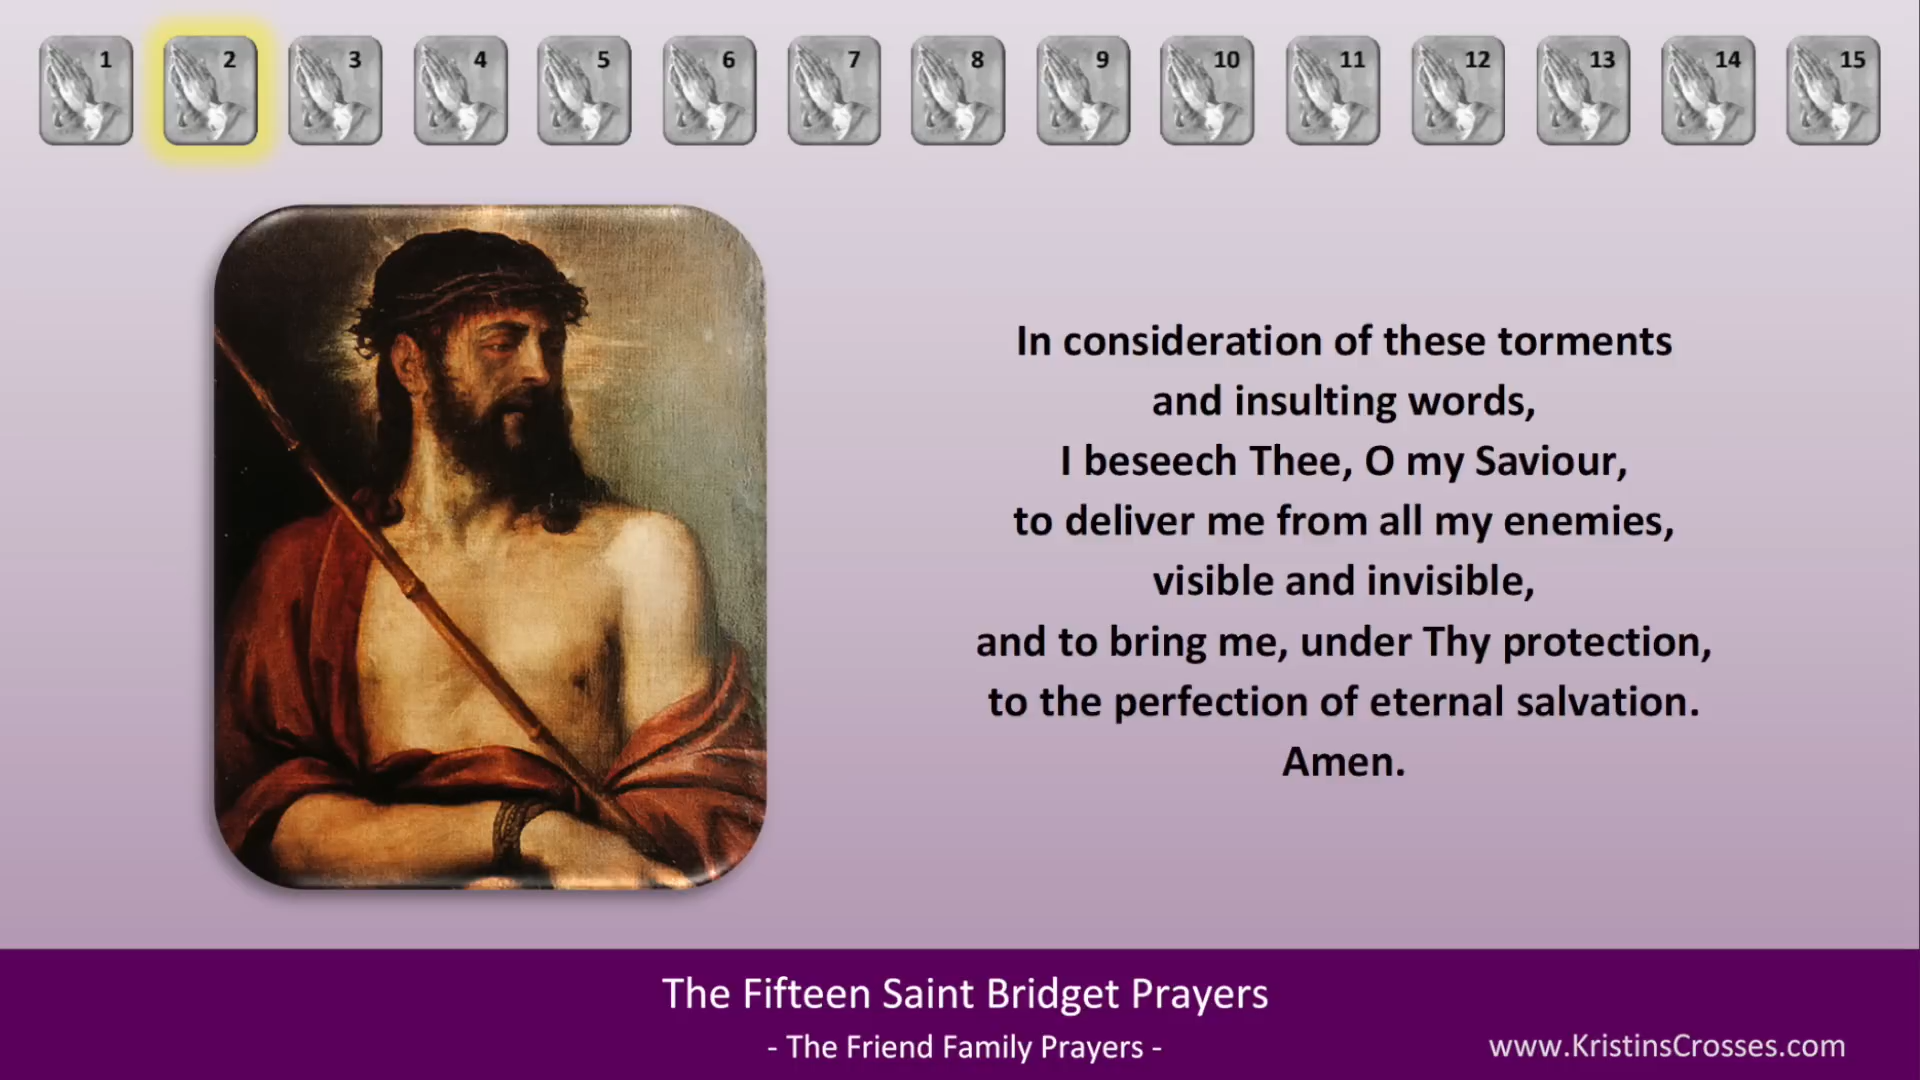 1 2 3 4 5 6 7 8 9 10 11 12 13 14 15
In consideration of these torments
and insulting words,
I beseech Thee, O my Saviour,
to deliver me from all my enemies,
visible and invisible,
and to bring me, under Thy protection,
to the perfection of eternal salvation.
Amen.
The Fifteen Saint Bridget Prayers
- The Friend Family Prayers -
www.KristinsCrosses.com